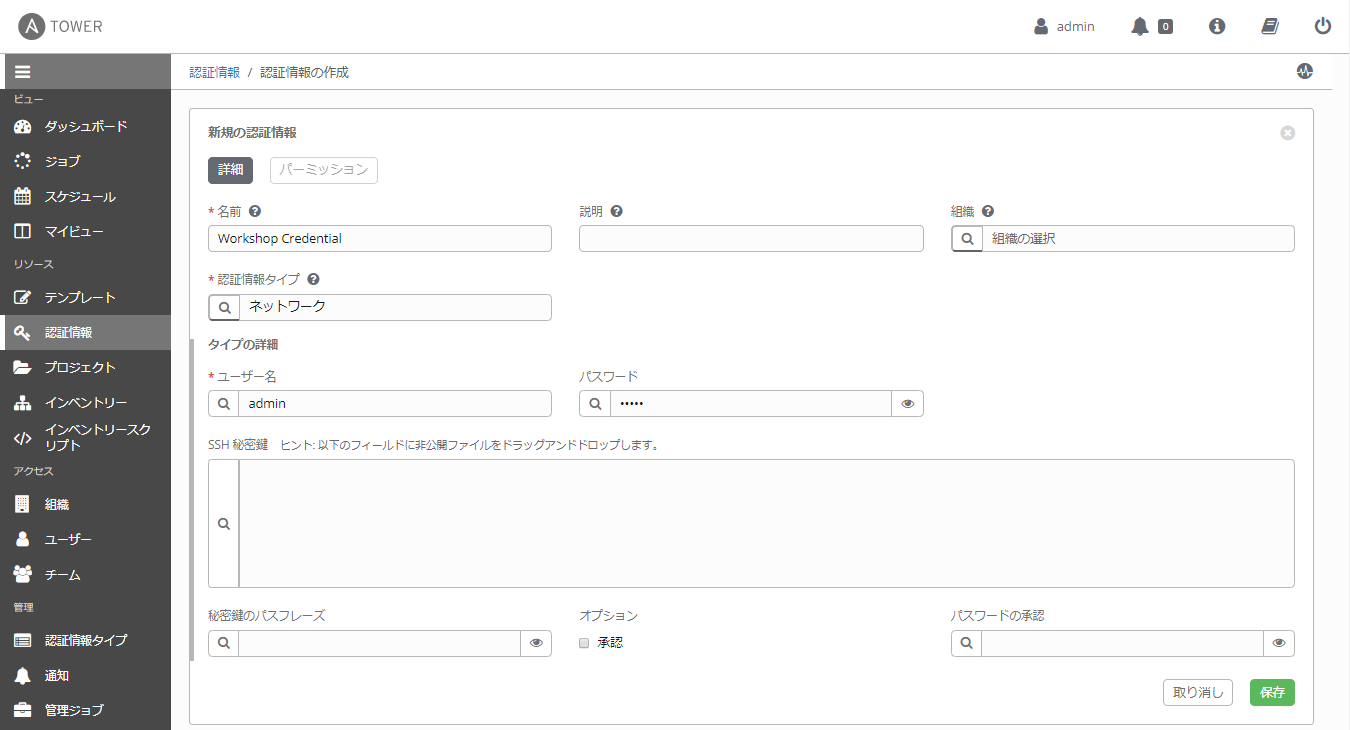 A TOWER
admin
0
認証情報 / 認証情報の作成
ビュー
ダッシュボード
ジョブ
スケジュール
マイビュー
リソース
テンプレート
認証情報
プロジェクト
インベントリー
インベントリースク
リプト
アクセス
組織
ユーザー
チーム
管理
認証情報タイプ
通知
管理ジョブ
新規の認証情報
詳細 パーミッション
* 名前 ? 説明 ? 組織 ?
Workshop Credential 組織の選択
* 認証情報タイプ ?
ネットワーク
タイプの詳細
* ユーザー名 パスワード
admin •••••
SSH 秘密鍵 ヒント: 以下のフィールドに非公開ファイルをドラッグアンドドロップします。
秘密鍵のパスフレーズ オプション パスワードの承認
承認
取り消し 保存